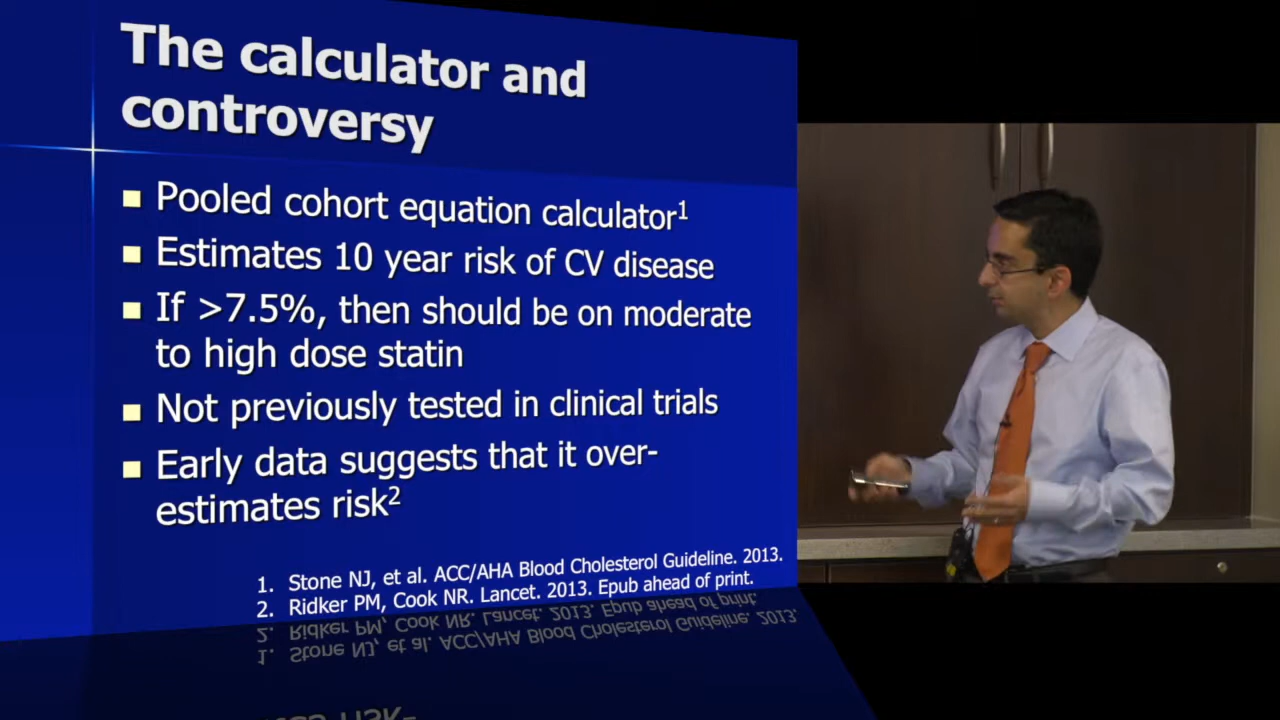 The calculator and
controversy
Pooled cohort equation calculator1
Estimates 10 year risk of CV disease
If >7.5%, then should be on moderate
to high dose statin
Not previously tested in clinical trials
Early data suggests that it over-
estimates risk2
1. Stone NJ, et al. ACC/AHA Blood Cholesterol Guideline. 2013.
2. Ridker PM, Cook NR. Lancet. 2013. Epub ahead of print.